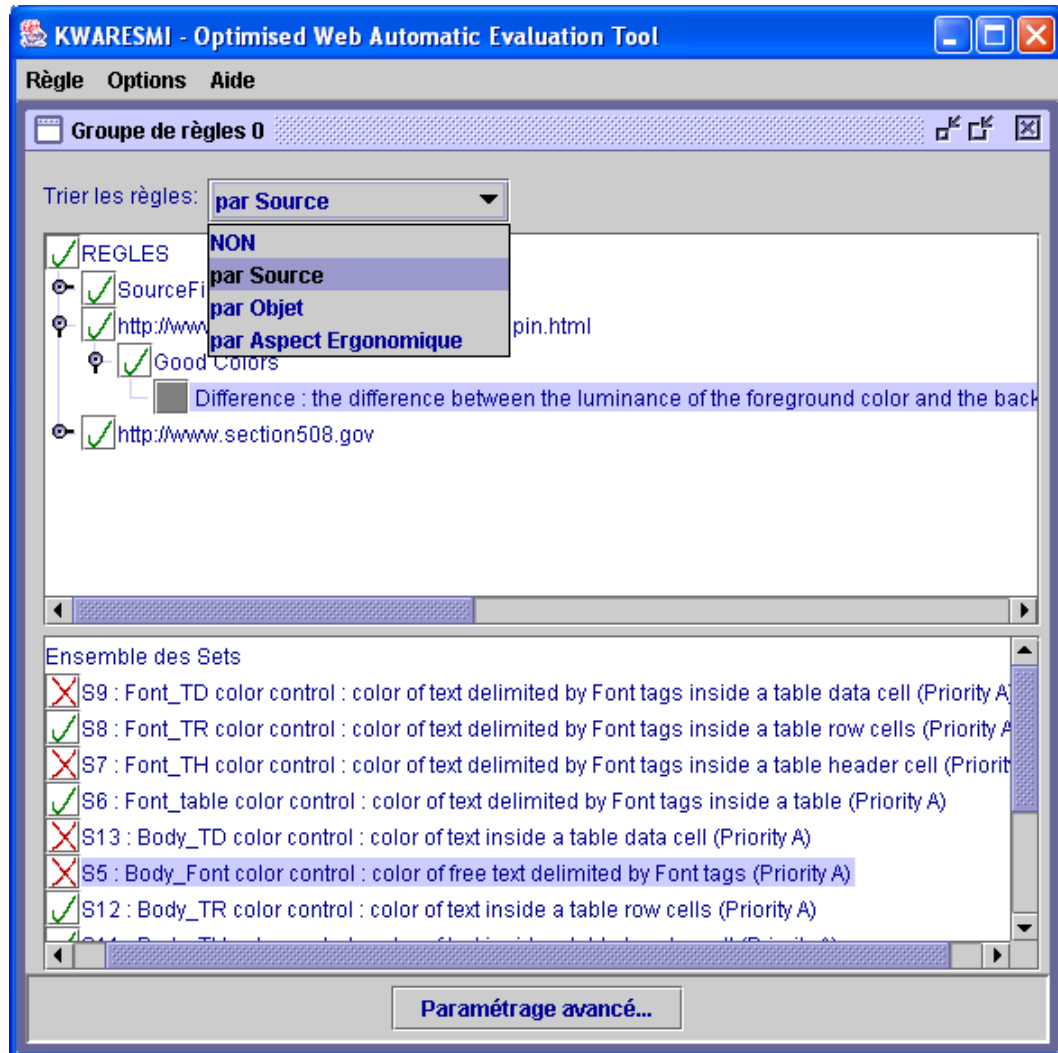 KWARESMI - Optimised Web Automatic Evaluation Tool
Règle Options Aide
Groupe de règles 0
Trier les règles: par Source
NON
par Source
par Objet
par Aspect Ergonomique
REGLES
SourceFi
http://www pin.html
Good Colors
Difference : the difference between the luminance of the foreground color and the back
http://www.section508.gov
Ensemble des Sets
S9 : Font_TD color control : color of text delimited by Font tags inside a table data cell (Priority A)
S8 : Font_TR color control : color of text delimited by Font tags inside a table row cells (Priority A
S7 : Font_TH color control : color of text delimited by Font tags inside a table header cell (Priorit
S6 : Font_table color control : color of text delimited by Font tags inside a table (Priority A)
S13 : Body_TD color control : color of text inside a table data cell (Priority A)
S5 : Body_Font color control : color of free text delimited by Font tags (Priority A)
S12 : Body_TR color control : color of text inside a table row cells (Priority A)
Paramétrage avancé...